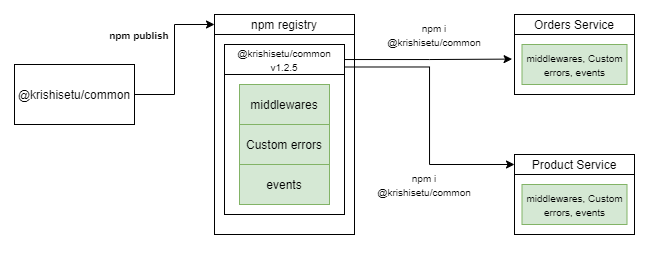 npm publish
@krishisetu/common
npm registry
@krishisetu/common
v1.2.5
middlewares
Custom errors
events
npm i
@krishisetu/common
Orders Service
middlewares, Custom
errors, events
npm i
@krishisetu/common
Product Service
middlewares, Custom
errors, events